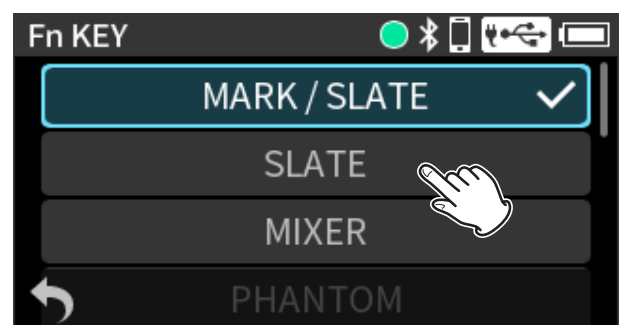 Fn KEY
MARK / SLATE
SLATE
MIXER
PHANTOM